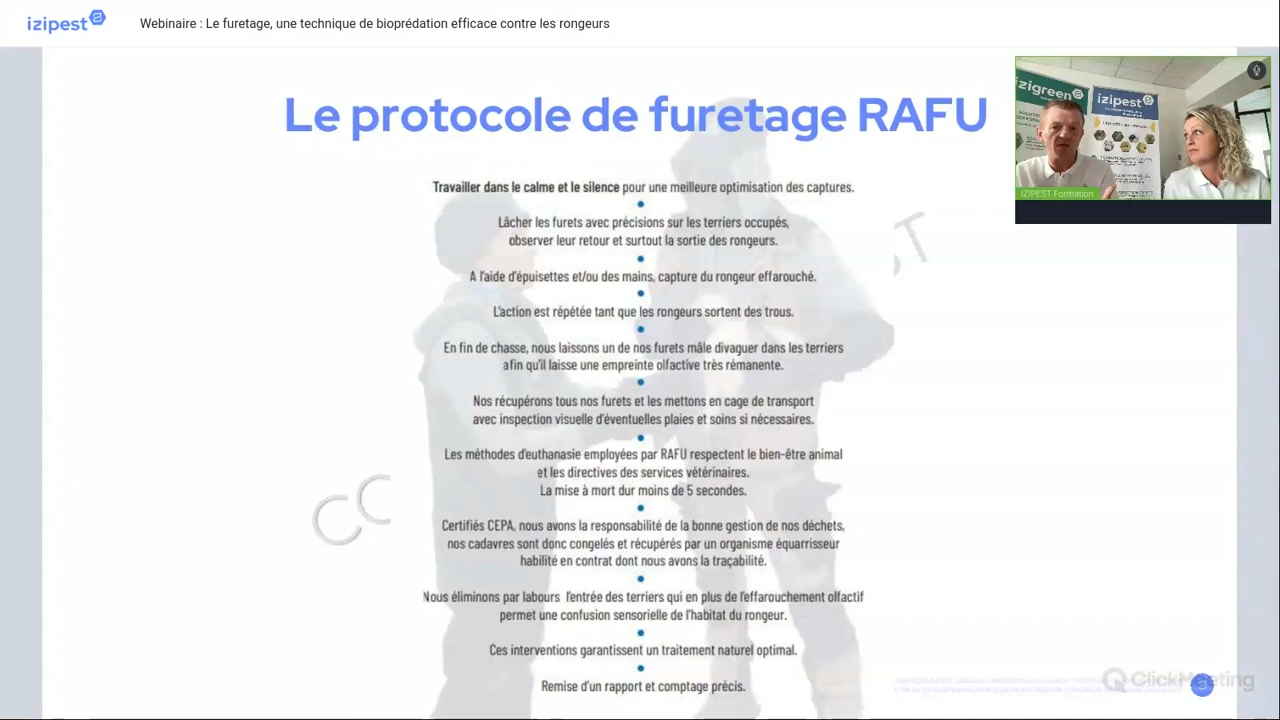 izipest
Webinaire : Le furetage, une technique de bioprédation efficace contre les rongeurs
Le protocole de furetage RAFU
izigreen
izipest
IZIPEST Formation
Travailler dans le calme et le silence pour une meilleure optimisation des captures.
Lâcher les furets avec précisions sur les terriers occupés,
observer leur retour et surtout la sortie des rongeurs.
A l'aide d'épuisettes et/ou des mains, capture du rongeur effarouché.
L'action est répétée tant que les rongeurs sortent des trous.
En fin de chasse, nous laissons un de nos furets mâle divaguer dans les terriers
afin qu'il laisse une empreinte olfactive très rémanente.
Nos récupérons tous nos furets et les mettons en cage de transport
avec inspection visuelle d'éventuelles plaies et soins si nécessaires.
Les méthodes d'euthanasie employées par RAFU respectent le bien-être animal
et les directives des services vétérinaires.
La mise à mort dur moins de 5 secondes.
Certifiés CEPA, nous avons la responsabilité de la bonne gestion de nos déchets,
nos cadavres sont donc congelés et récupérés par un organisme équarrisseur
habilité en contrat dont nous avons la traçabilité.
Nous éliminons par labours l'entrée des terriers qui en plus de l'effarouchement olfactif
permet une confusion sensorielle de l'habitat du rongeur.
Ces interventions garantissent un traitement naturel optimal.
Remise d'un rapport et comptage précis.
ClickMeeting